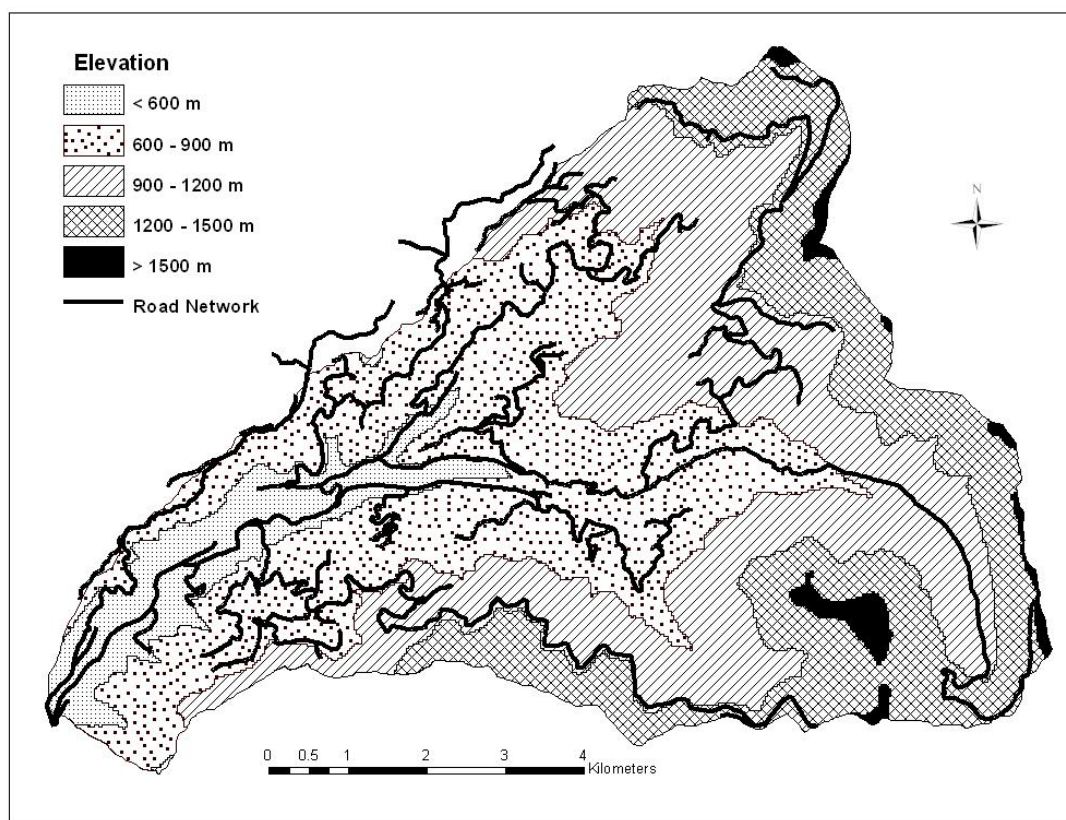 Elevation
< 600 m
600 - 900 m
900 - 1200 m
1200 - 1500 m
> 1500 m
Road Network
N
0 0.5 1 2 3 4
Kilometers